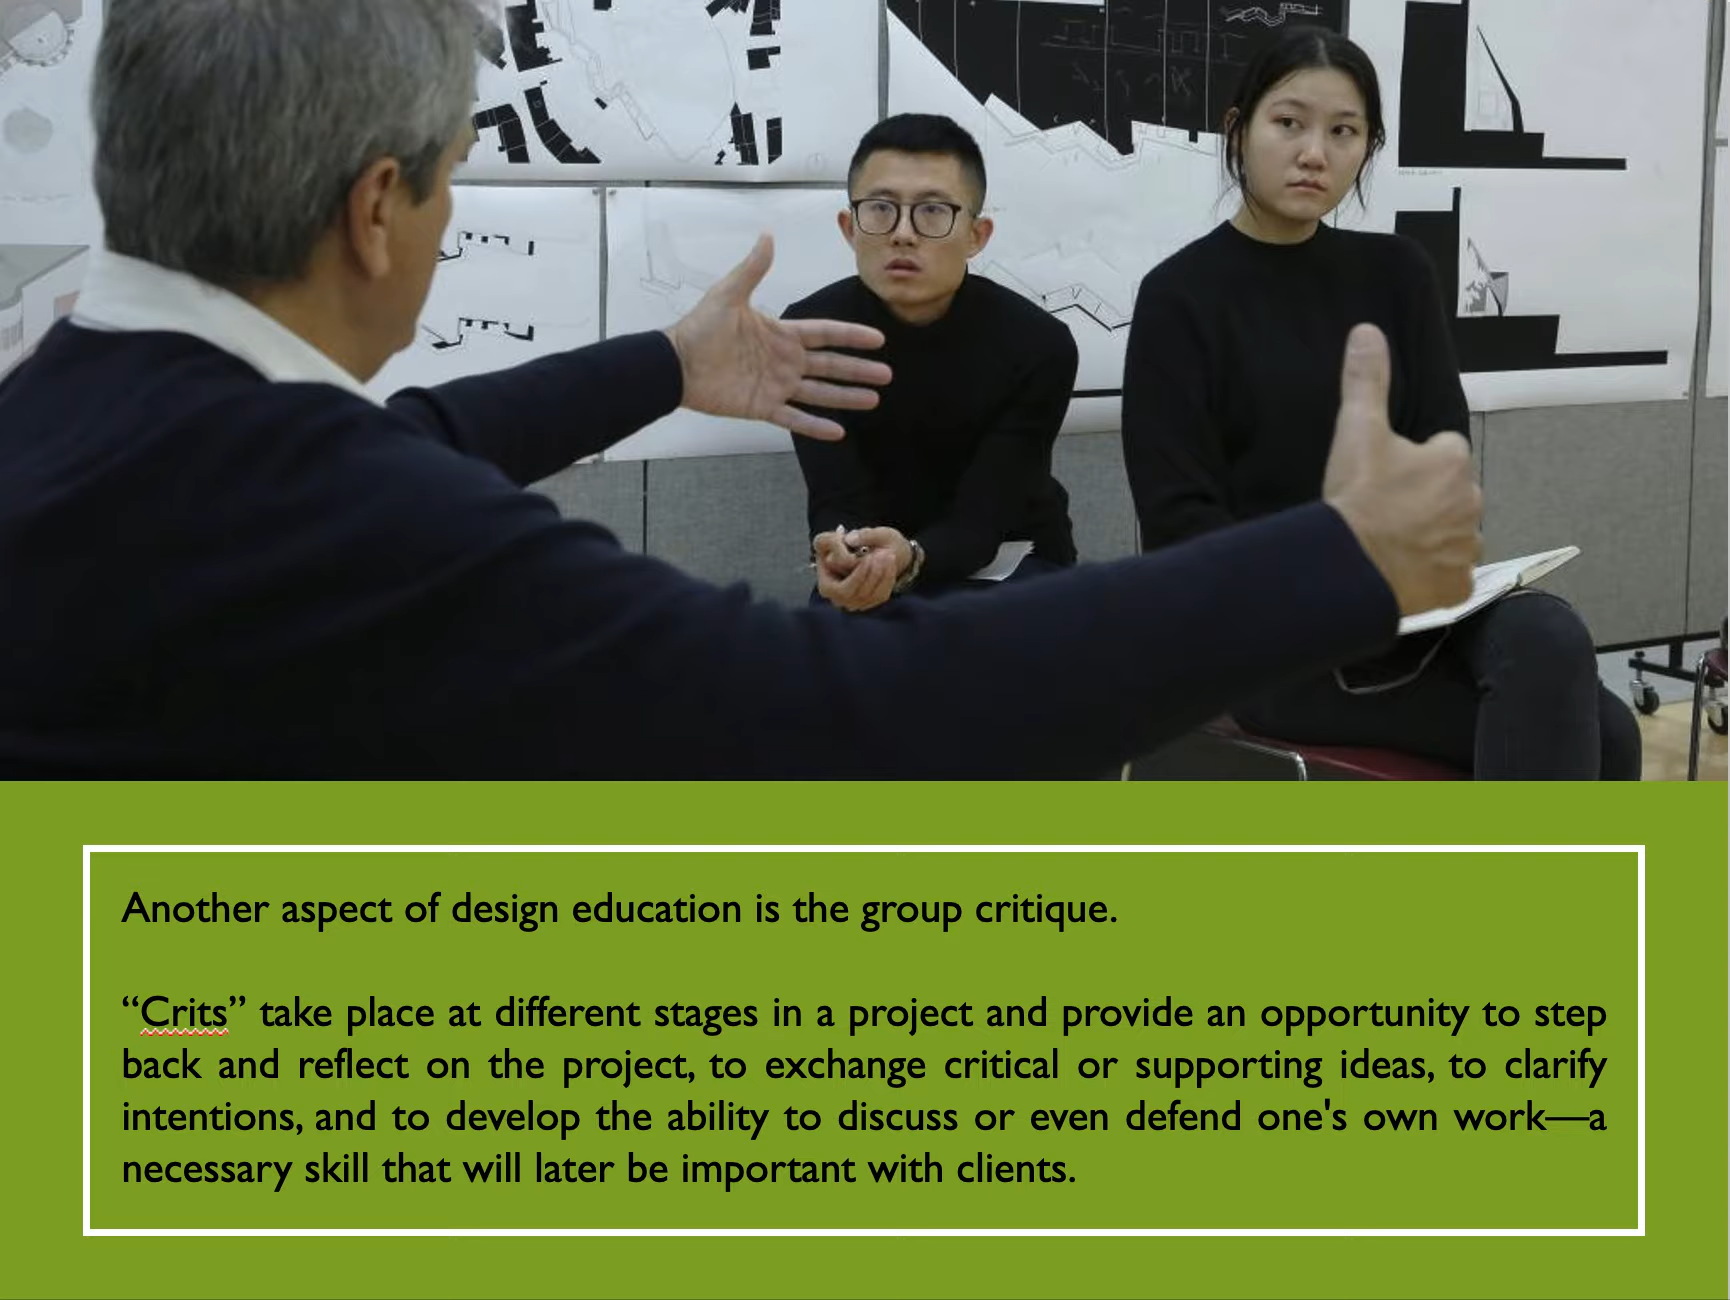 Another aspect of design education is the group critique.
“Crits” take place at different stages in a project and provide an opportunity to step
back and reflect on the project, to exchange critical or supporting ideas, to clarify
intentions, and to develop the ability to discuss or even defend one's own work—a
necessary skill that will later be important with clients.